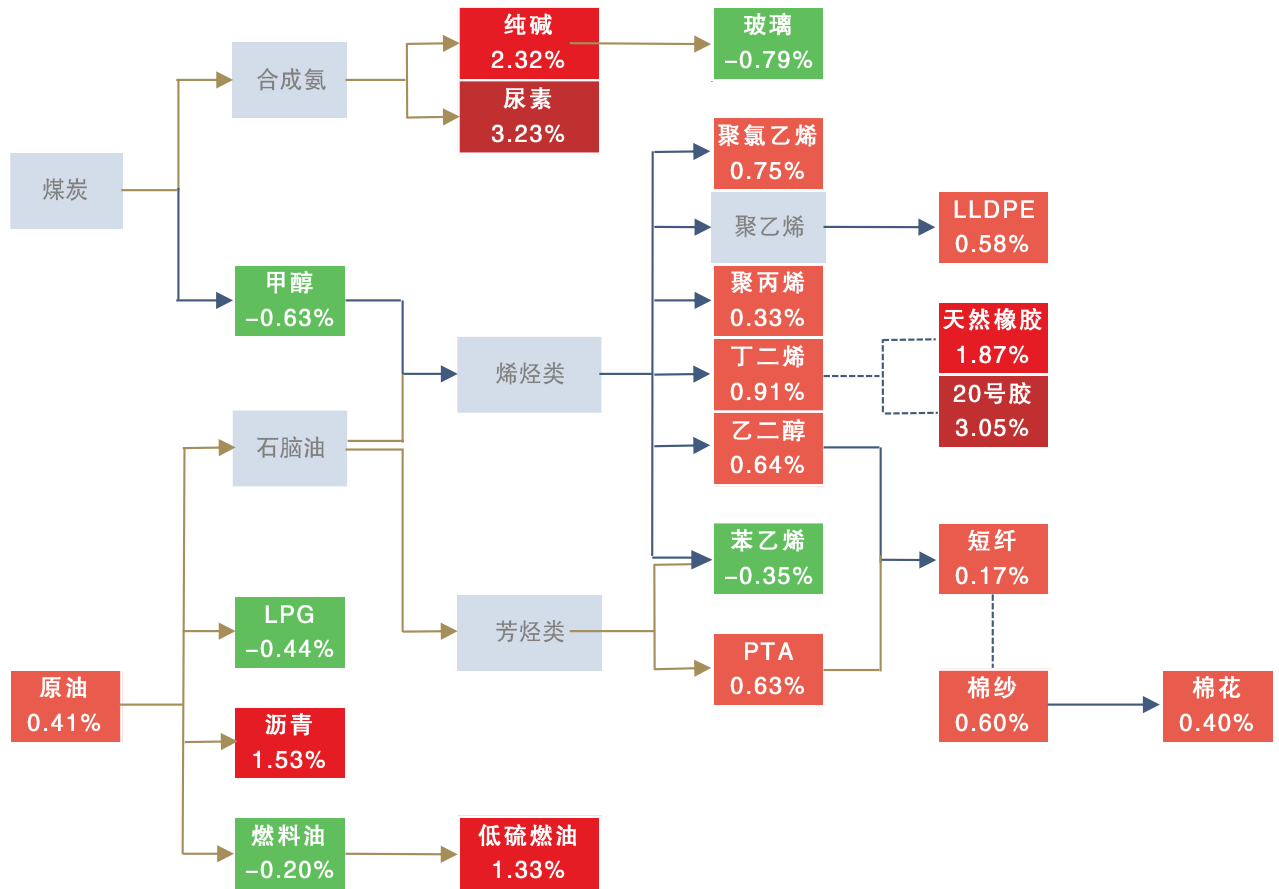 纯碱
2.32%
玻璃
-0.79%
合成氨
尿素
3.23%
聚氯乙烯
0.75%
煤炭
聚乙烯
LLDPE
0.58%
甲醇
-0.63%
聚丙烯
0.33%
天然橡胶
1.87%
烯烃类
丁二烯
0.91%
20号胶
3.05%
石脑油
乙二醇
0.64%
苯乙烯
-0.35%
短纤
0.17%
LPG
-0.44%
芳烃类
PTA
0.63%
原油
0.41%
棉纱
0.60%
棉花
0.40%
沥青
1.53%
燃料油
-0.20%
低硫燃油
1.33%